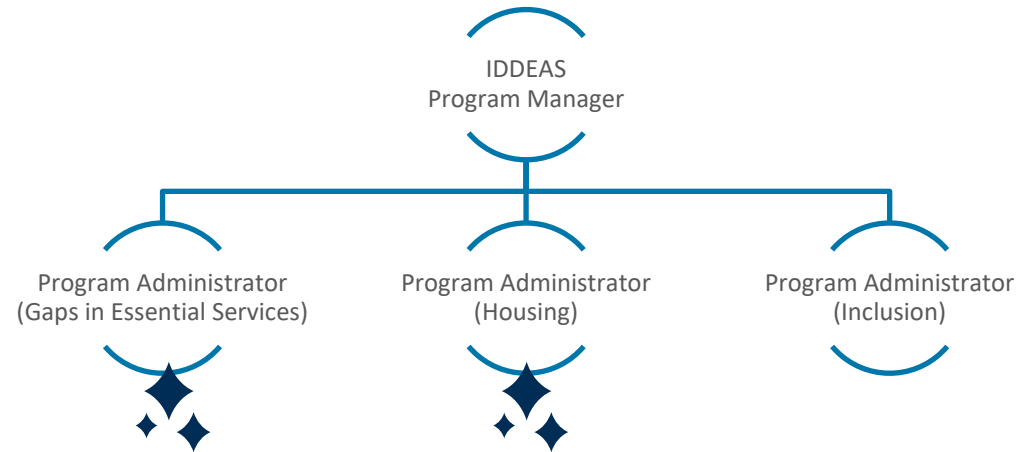 IDDEAS
Program Manager
Program Administrator
(Gaps in Essential Services)
Program Administrator
(Housing)
Program Administrator
(Inclusion)